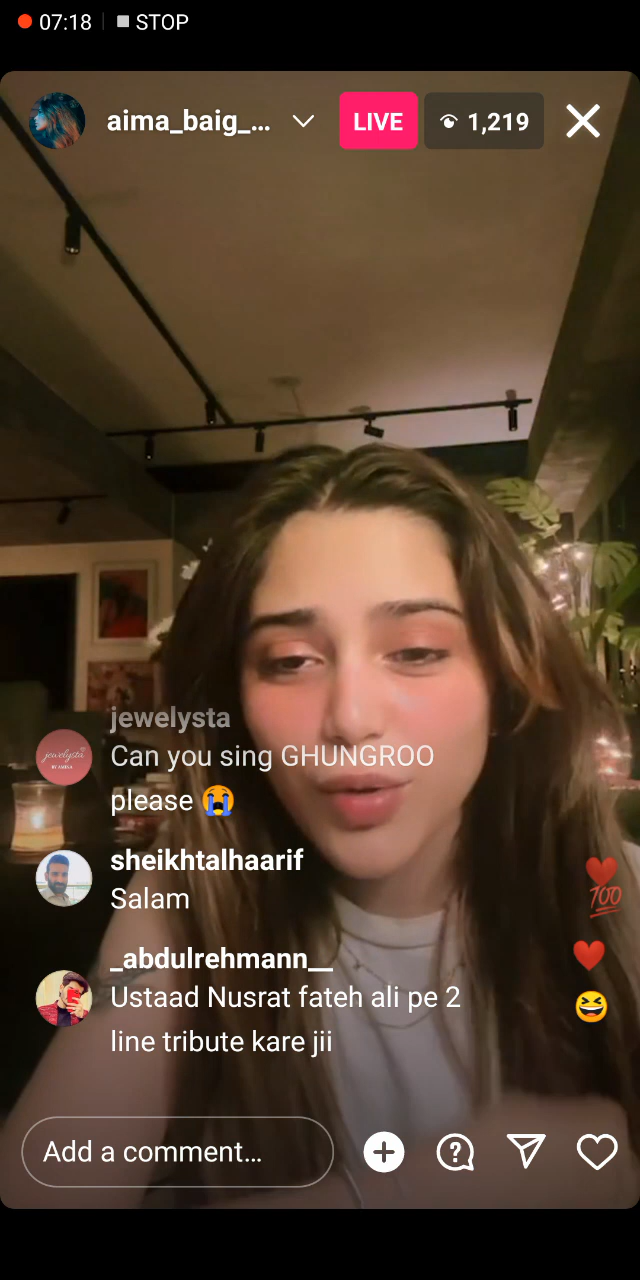 07:18 STOP
aima_baig_... LIVE 1,219
jewelysta
Can you sing GHUNGROO
please 😭
sheikhtalhaarif
Salam
_abdulrehmann__
Ustaad Nusrat fateh ali pe 2
line tribute kare jii
100
Add a comment...